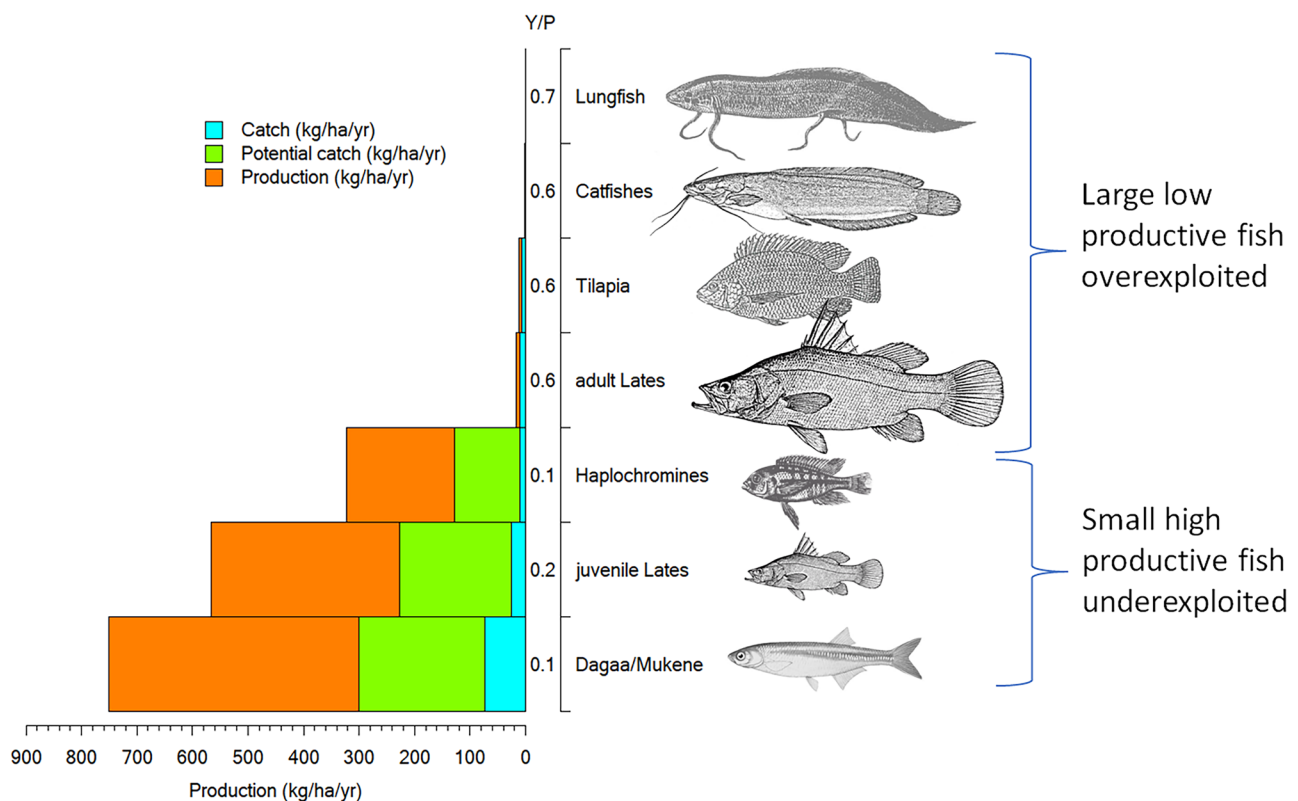 Y/P
Catch (kg/ha/yr)
Potential catch (kg/ha/yr)
Production (kg/ha/yr)
0.7 Lungfish
0.6 Catfishes
0.6 Tilapia
0.6 adult Lates
0.1 Haplochromines
0.2 juvenile Lates
0.1 Dagaa/Mukene
Large low
productive fish
overexploited
Small high
productive fish
underexploited
900 800 700 600 500 400 300 200 100 0
Production (kg/ha/yr)